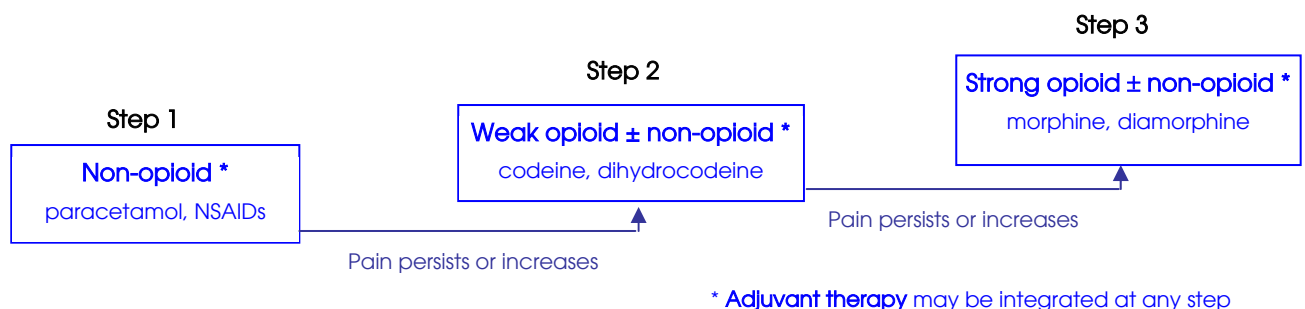 Step 1
Non-opioid *
paracetamol, NSAIDs
Pain persists or increases
Step 2
Weak opioid ± non-opioid *
codeine, dihydrocodeine
Pain persists or increases
Step 3
Strong opioid ± non-opioid *
morphine, diamorphine
* Adjuvant therapy may be integrated at any step